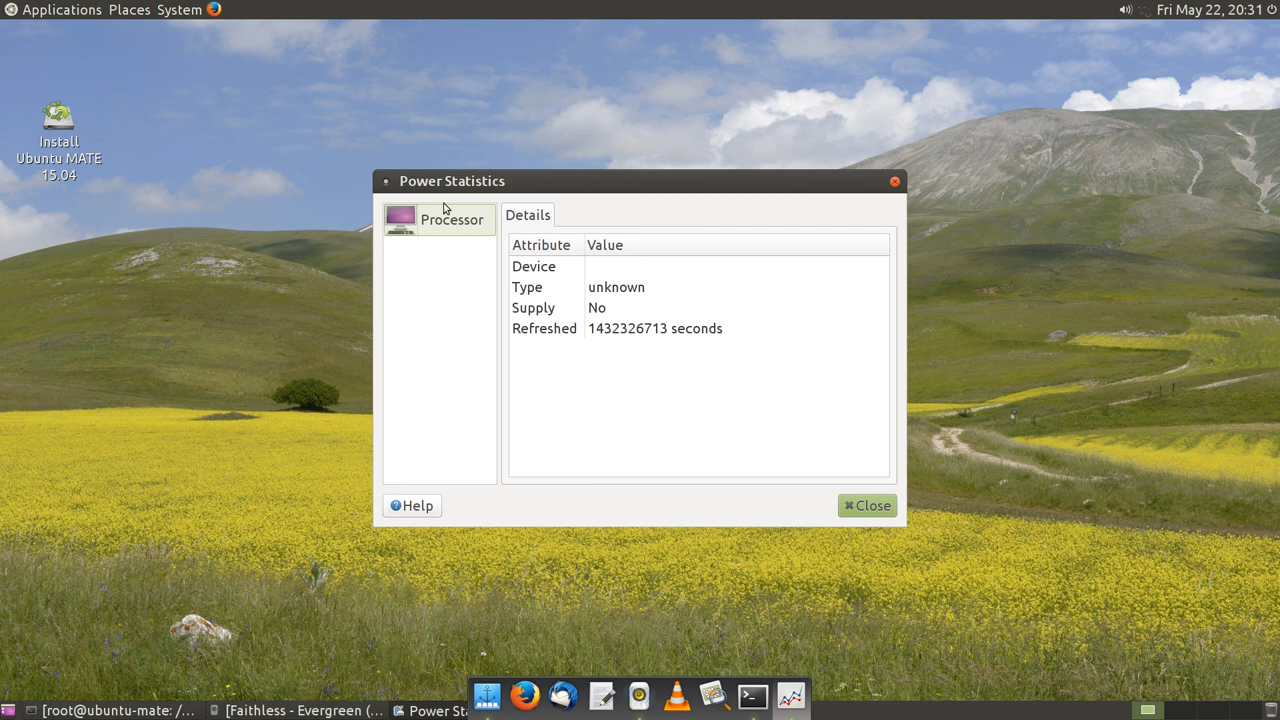 Applications Places System
Fri May 22, 20:31
Install
Ubuntu MATE
15.04
Power Statistics
Processor
Details
Attribute Value
Device
Type unknown
Supply No
Refreshed 1432326713 seconds
Help
Close
[root@ubuntu-mate: /...
[Faithless - Evergreen (...
Power Sta